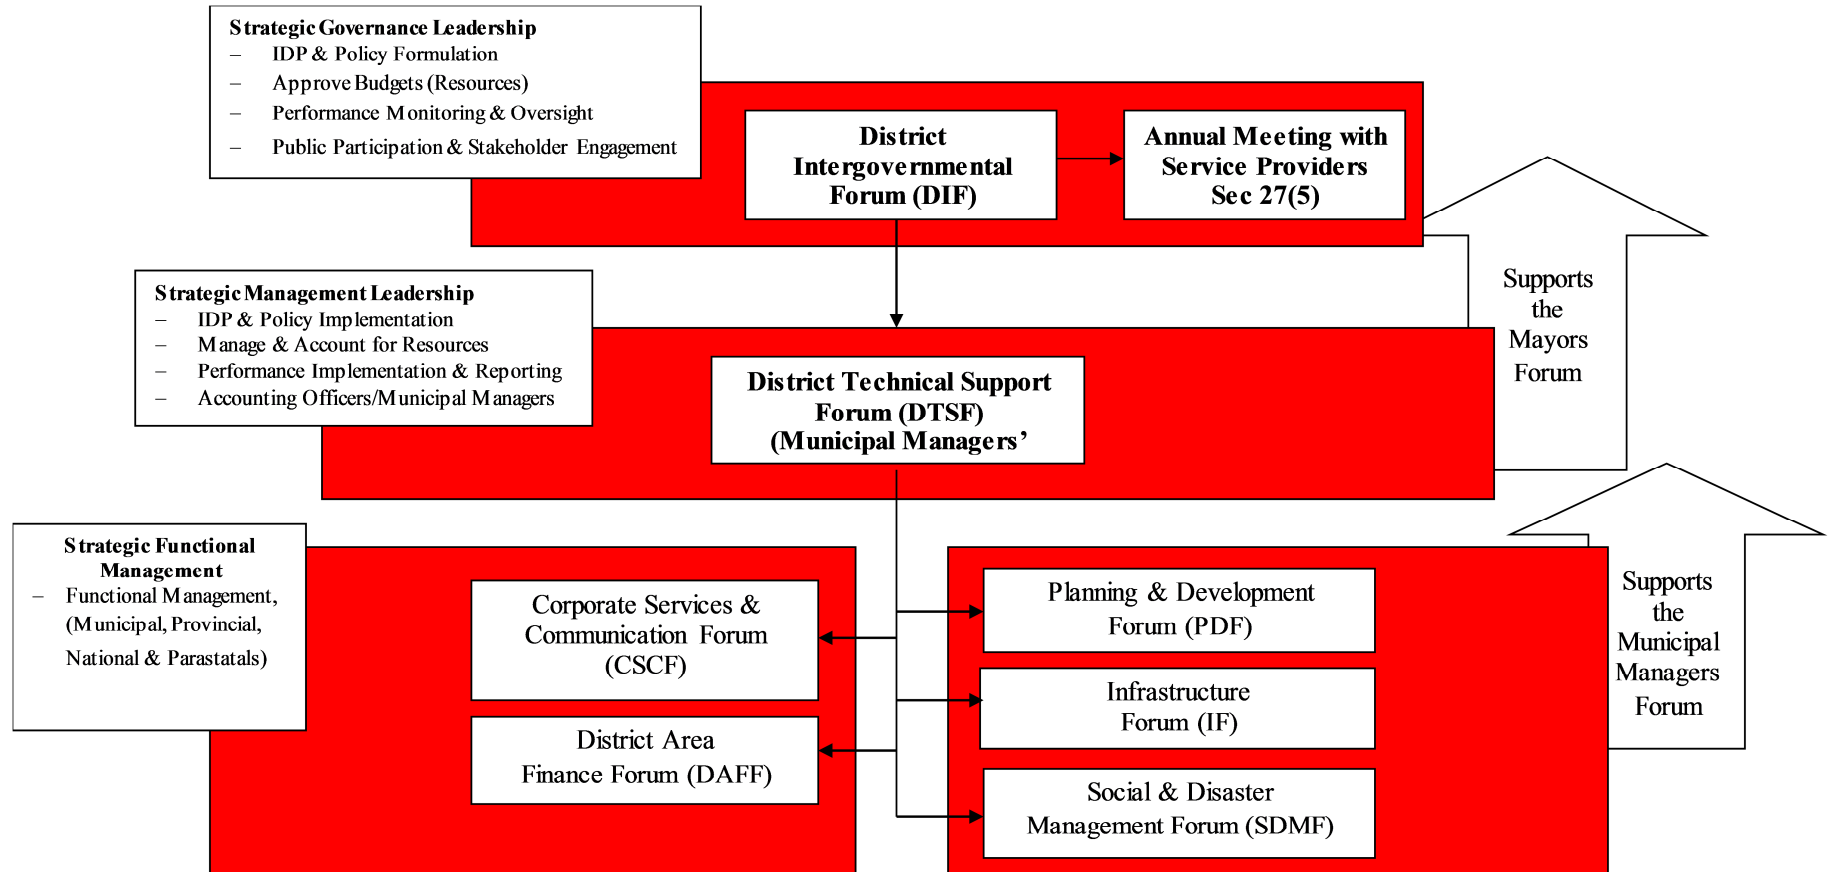 Strategic Governance Leadership
– IDP & Policy Formulation
– Approve Budgets (Resources)
– Performance Monitoring & Oversight
– Public Participation & Stakeholder Engagement
District
Intergovernmental
Forum (DIF)
Annual Meeting with
Service Providers
Sec 27(5)
Supports
the
Mayors
Forum
Strategic Management Leadership
– IDP & Policy Implementation
– Manage & Account for Resources
– Performance Implementation & Reporting
– Accounting Officers/Municipal Managers
District Technical Support
Forum (DTSF)
(Municipal Managers’
Strategic Functional
Management
– Functional Management,
(Municipal, Provincial,
National & Parastatals)
Corporate Services &
Communication Forum
(CSCF)
District Area
Finance Forum (DAFF)
Planning & Development
Forum (PDF)
Infrastructure
Forum (IF)
Social & Disaster
Management Forum (SDMF)
Supports
the
Municipal
Managers
Forum